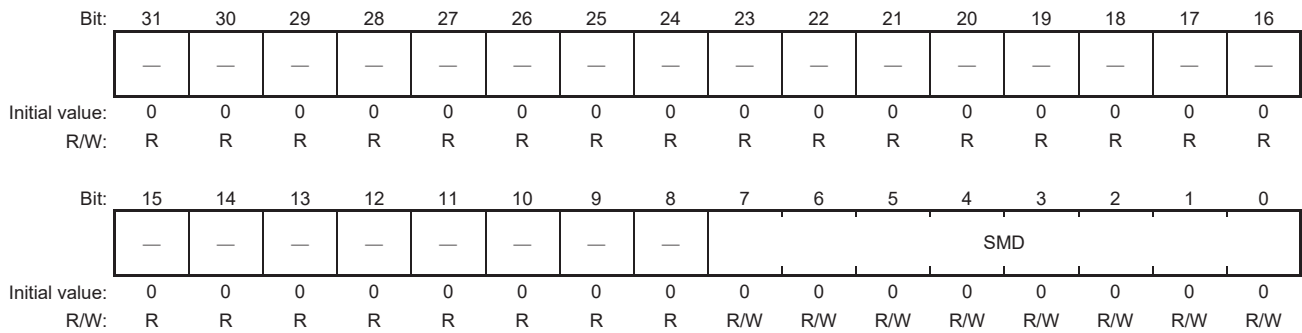 Bit: 31 30 29 28 27 26 25 24 23 22 21 20 19 18 17 16
— — — — — — — — — — — — — — — —
Initial value: 0 0 0 0 0 0 0 0 0 0 0 0 0 0 0 0
R/W: R R R R R R R R R R R R R R R R
Bit: 15 14 13 12 11 10 9 8 7 6 5 4 3 2 1 0
— — — — — — — — SMD
Initial value: 0 0 0 0 0 0 0 0 0 0 0 0 0 0 0 0
R/W: R R R R R R R R R/W R/W R/W R/W R/W R/W R/W R/W